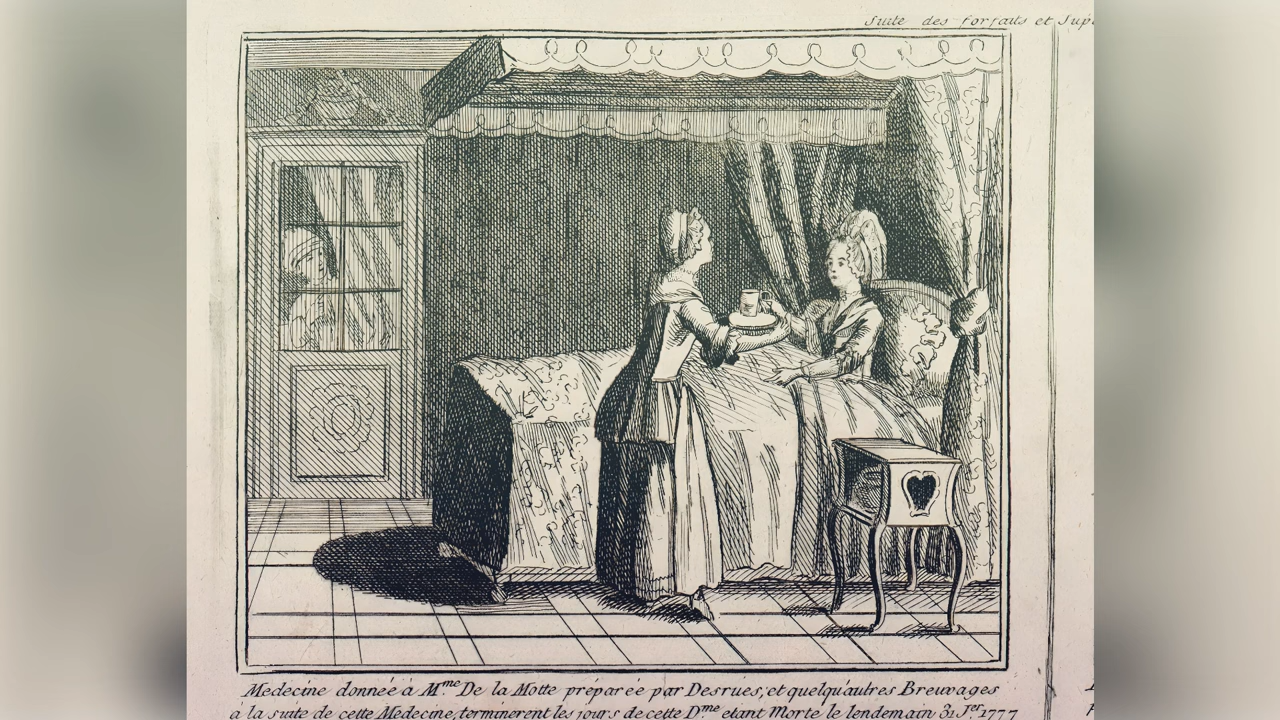 Suite des forfaits et
Medecine donnée à M.me De la Motte préparée par Desrues, et quelqu'autres Breuvages
à la suite de cette Medecine, terminerent les jours de cette D.me etant Morte le lendemain 31 J.er 1777